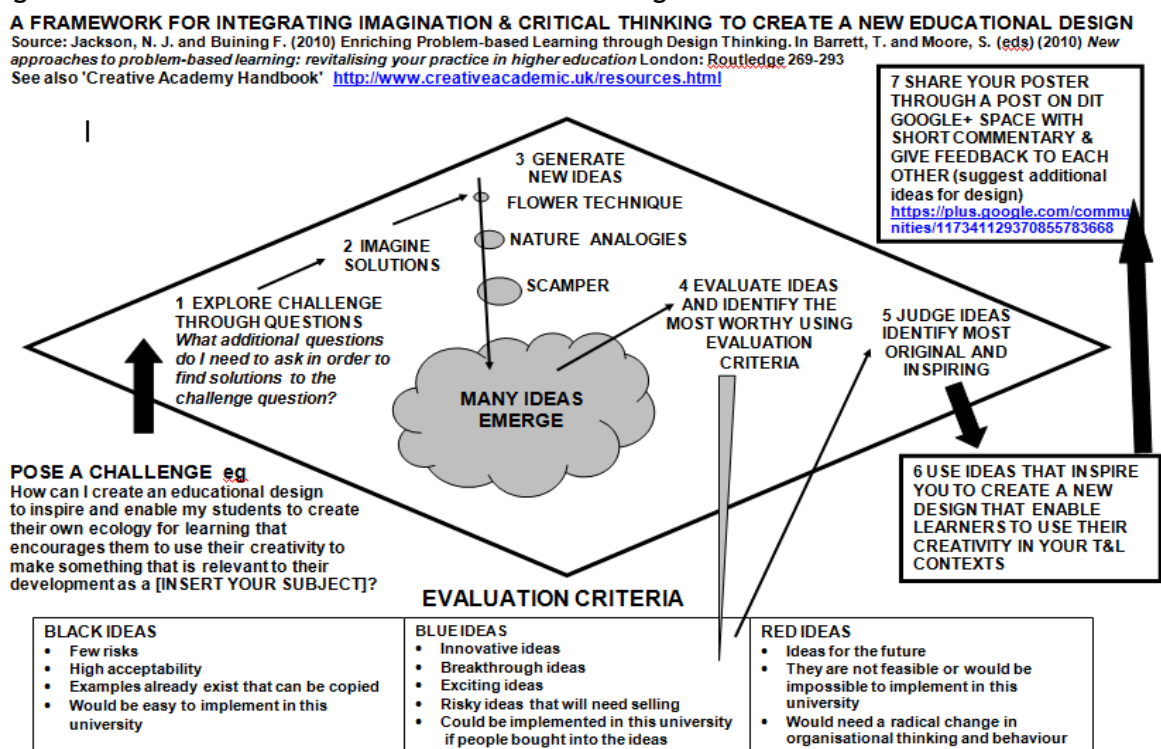 A FRAMEWORK FOR INTEGRATING IMAGINATION & CRITICAL THINKING TO CREATE A NEW EDUCATIONAL DESIGN
Source: Jackson, N. J. and Buining F. (2010) Enriching Problem-based Learning through Design Thinking. In Barrett, T. and Moore, S. (eds) (2010) New
approaches to problem-based learning: revitalising your practice in higher education London: Routledge 269-293
See also 'Creative Academy Handbook' http://www.creativeacademic.uk/resources.html
7 SHARE YOUR POSTER
THROUGH A POST ON DIT
GOOGLE+ SPACE WITH
SHORT COMMENTARY &
GIVE FEEDBACK TO EACH
OTHER (suggest additional
ideas for design)
https://plus.google.com/commu
nities/117341129370855783668
3 GENERATE
NEW IDEAS
FLOWER TECHNIQUE
NATURE ANALOGIES
SCAMPER
2 IMAGINE
SOLUTIONS
1 EXPLORE CHALLENGE
THROUGH QUESTIONS
What additional questions
do I need to ask in order to
find solutions to the
challenge question?
MANY IDEAS
EMERGE
4 EVALUATE IDEAS
AND IDENTIFY THE
MOST WORTHY USING
EVALUATION
CRITERIA
5 JUDGE IDEAS
IDENTIFY MOST
ORIGINAL AND
INSPIRING
6 USE IDEAS THAT INSPIRE
YOU TO CREATE A NEW
DESIGN THAT ENABLE
LEARNERS TO USE THEIR
CREATIVITY IN YOUR T&L
CONTEXTS
POSE A CHALLENGE eg
How can I create an educational design
to inspire and enable my students to create
their own ecology for learning that
encourages them to use their creativity to
make something that is relevant to their
development as a [INSERT YOUR SUBJECT]?
EVALUATION CRITERIA
BLACK IDEAS
• Few risks
• High acceptability
• Examples already exist that can be copied
• Would be easy to implement in this
university
BLUE IDEAS
• Innovative ideas
• Breakthrough ideas
• Exciting ideas
• Risky ideas that will need selling
• Could be implemented in this university
if people bought into the ideas
RED IDEAS
• Ideas for the future
• They are not feasible or would be
impossible to implement in this
university
• Would need a radical change in
organisational thinking and behaviour